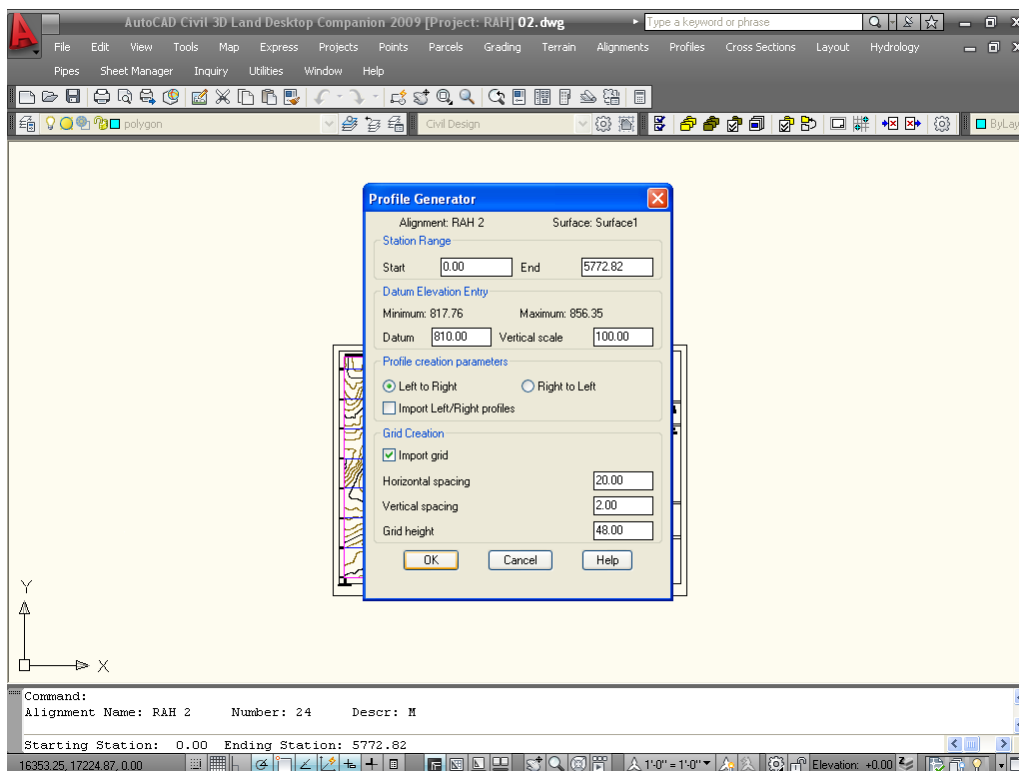 AutoCAD Civil 3D Land Desktop Companion 2009 [Project: RAH] 02.dwg Type a keyword or phrase
File Edit View Tools Map Express Projects Points Parcels Grading Terrain Alignments Profiles Cross Sections Layout Hydrology
Pipes Sheet Manager Inquiry Utilities Window Help
polygon Civil Design ByLay
Profile Generator
Alignment: RAH 2 Surface: Surface1
Station Range
Start 0.00 End 5772.82
Datum Elevation Entry
Minimum: 817.76 Maximum: 856.35
Datum 810.00 Vertical scale 100.00
Profile creation parameters
Left to Right Right to Left
Import Left/Right profiles
Grid Creation
Import grid
Horizontal spacing 20.00
Vertical spacing 2.00
Grid height 48.00
OK Cancel Help
Y
X
Command:
Alignment Name: RAH 2 Number: 24 Descr: M
Starting Station: 0.00 Ending Station: 5772.82
16353.25, 17224.87, 0.00 1'-0" = 1'-0" Elevation: +0.00